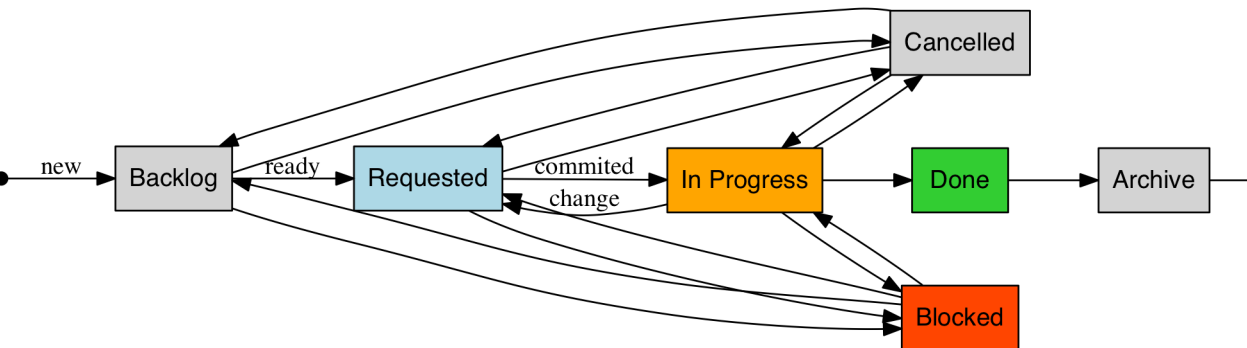 Cancelled
new
Backlog
ready
Requested
commited
change
In Progress
Done
Archive
Blocked